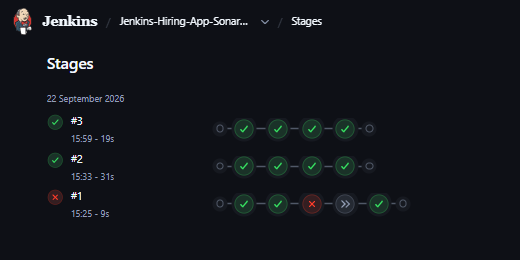 Jenkins / Jenkins-Hiring-App-Sonar... / Stages
Stages
22 September 2026
#3
15:59 - 19s
#2
15:33 - 31s
#1
15:25 - 9s